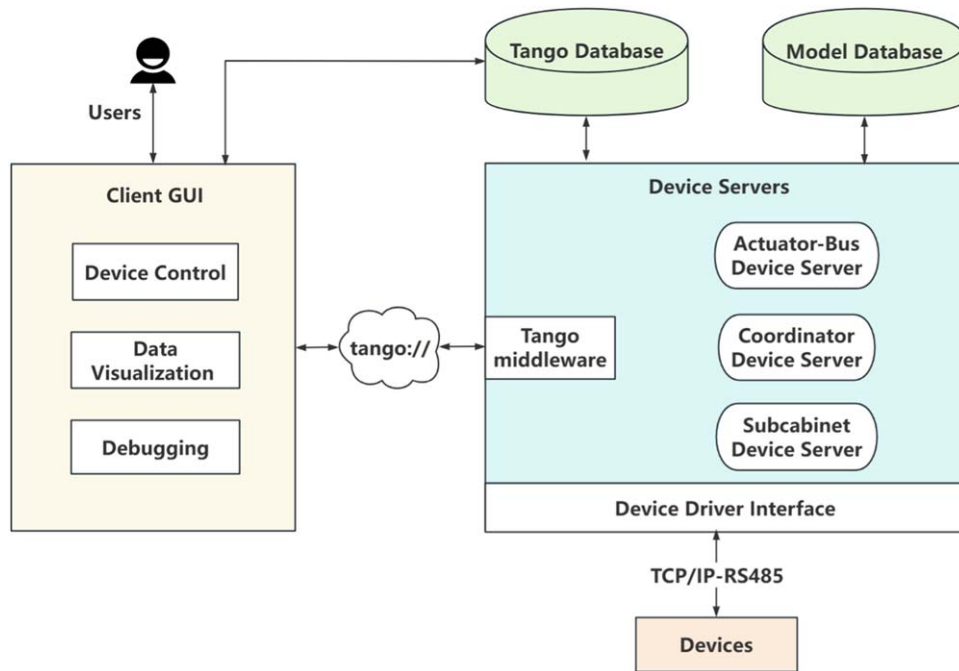 Tango Database
Model Database
Users
Client GUI
Device Control
Data
Visualization
Debugging
tango://
Device Servers
Tango
middleware
Actuator-Bus
Device Server
Coordinator
Device Server
Subcabinet
Device Server
Device Driver Interface
TCP/IP-RS485
Devices